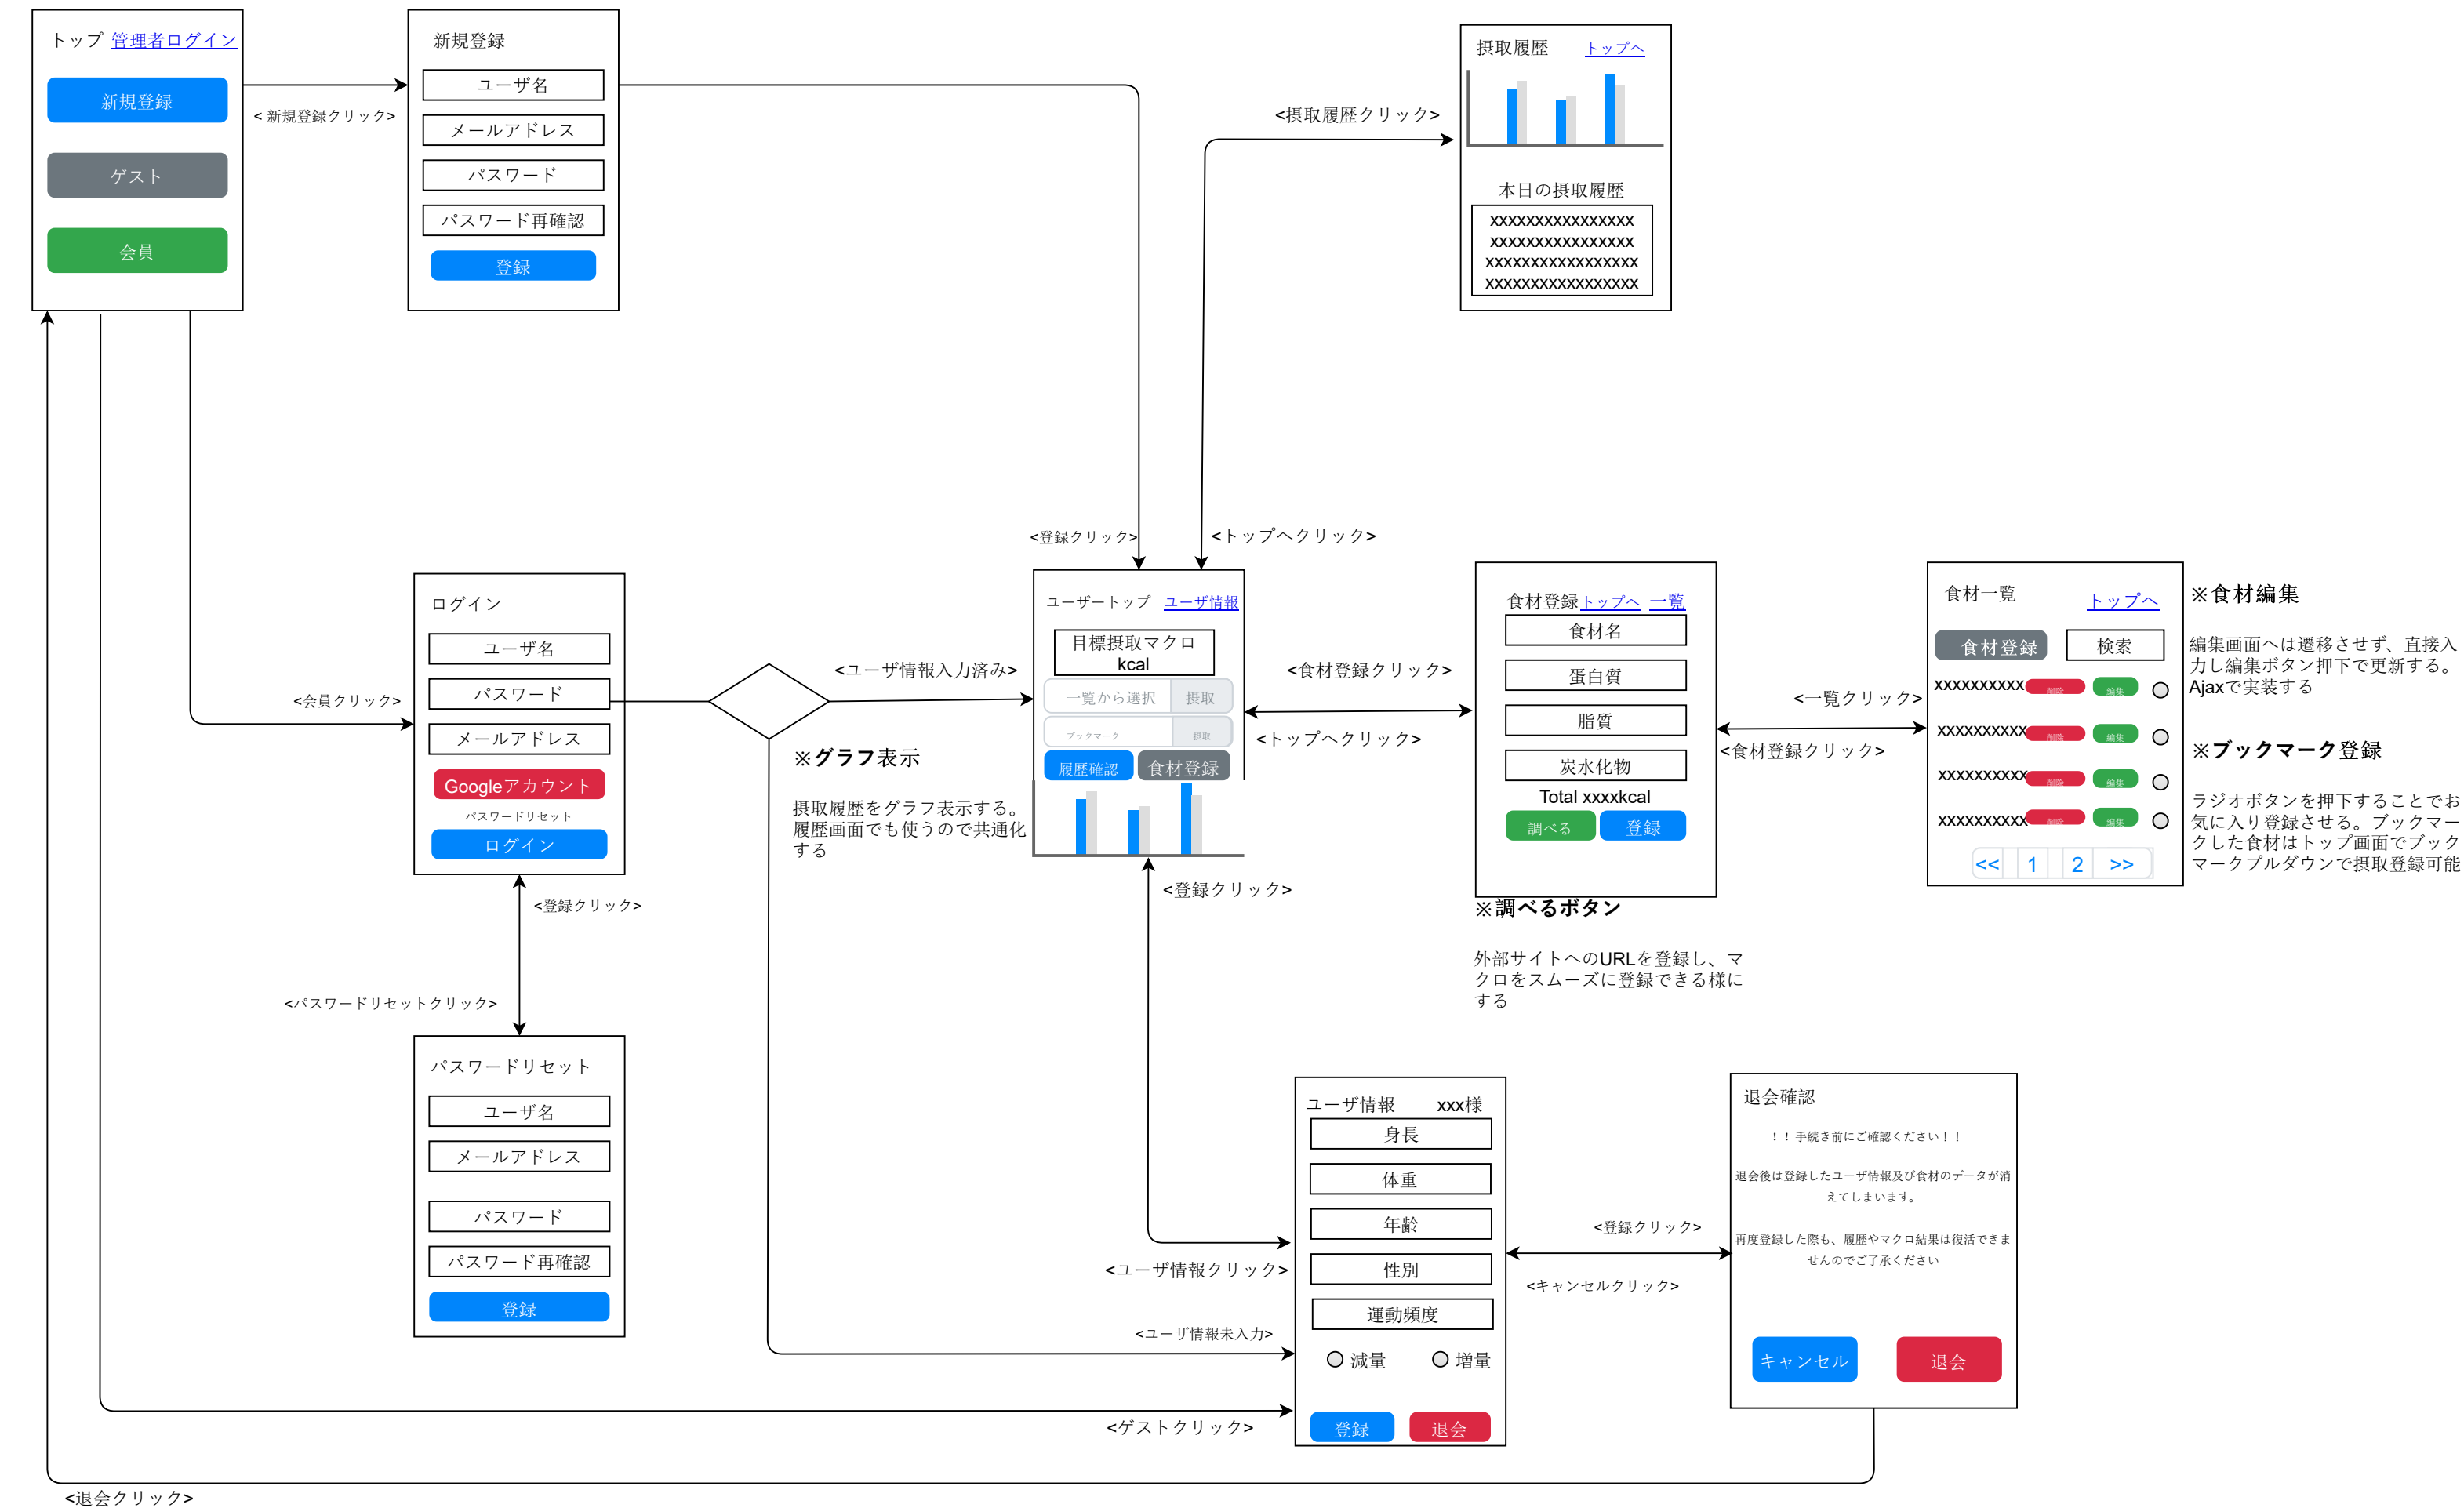 トップ 管理者ログイン
新規登録
ゲスト
会員
< 新規登録クリック>
新規登録
ユーザ名
メールアドレス
パスワード
パスワード再確認
登録
摂取履歴 トップへ
<摂取履歴クリック>
本日の摂取履歴
xxxxxxxxxxxxxxxx
xxxxxxxxxxxxxxxx
xxxxxxxxxxxxxxxxx
xxxxxxxxxxxxxxxxx
<登録クリック>
<トップへクリック>
ログイン
ユーザ名
パスワード
メールアドレス
Googleアカウント
パスワードリセット
ログイン
<会員クリック>
<ユーザ情報入力済み>
※グラフ表示
摂取履歴をグラフ表示する。
履歴画面でも使うので共通化
する
ユーザートップ ユーザ情報
目標摂取マクロ
kcal
一覧から選択 摂取
ブックマーク 摂取
履歴確認 食材登録
<食材登録クリック>
<トップへクリック>
<登録クリック>
食材登録 トップへ 一覧
食材名
蛋白質
脂質
炭水化物
Total xxxxkcal
調べる 登録
※調べるボタン
外部サイトへのURLを登録し、マ
クロをスムーズに登録できる様に
する
<一覧クリック>
<食材登録クリック>
食材一覧 トップへ
食材登録 検索
xxxxxxxxxx 削除 編集
xxxxxxxxxx 削除 編集
xxxxxxxxxx 削除 編集
xxxxxxxxxx 削除 編集
<< 1 2 >>
※食材編集
編集画面へは遷移させず、直接入
力し編集ボタン押下で更新する。
Ajaxで実装する
※ブックマーク登録
ラジオボタンを押下することでお
気に入り登録させる。ブックマー
クした食材はトップ画面でブック
マークプルダウンで摂取登録可能
<登録クリック>
<パスワードリセットクリック>
パスワードリセット
ユーザ名
メールアドレス
パスワード
パスワード再確認
登録
<ユーザ情報クリック>
<ユーザ情報未入力>
<ゲストクリック>
ユーザ情報 xxx様
身長
体重
年齢
性別
運動頻度
減量 増量
登録 退会
<登録クリック>
<キャンセルクリック>
退会確認
！！手続き前にご確認ください！！
退会後は登録したユーザ情報及び食材のデータが消
えてしまいます。
再度登録した際も、履歴やマクロ結果は復活できま
せんのでご了承ください
キャンセル 退会
<退会クリック>